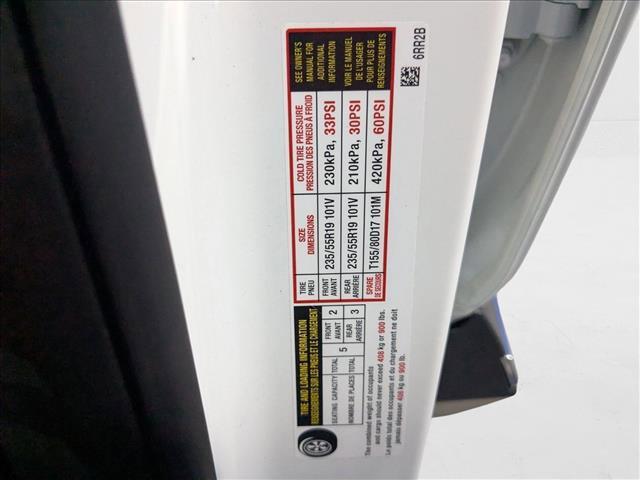 TIRE AND LOADING INFORMATION
RENSEIGNEMENTS SUR LES PNEUS ET LE CHARGEMENT
SEATING CAPACITY TOTAL 5 FRONT AVANT 2 REAR ARRIÈRE 3
NOMBRE DE PLACES TOTAL
The combined weight of occupants
and cargo should never exceed 408 kg or 900 lbs.
Le poids total des occupants et du chargement ne doit
jamais dépasser 408 kg ou 900 lb.
TIRE
PNEU
SIZE
DIMENSIONS
COLD TIRE PRESSURE
PRESSION DES PNEUS A FROID
FRONT
AVANT
235/55R19 101V
230kPa, 33PSI
REAR
ARRIÈRE
235/55R19 101V
210kPa, 30PSI
SPARE
DE SECOURS
T155/80D17 101M
420kPa, 60PSI
SEE OWNER'S
MANUAL FOR
ADDITIONAL
INFORMATION
VOIR LE MANUEL
DE L'USAGER
POUR PLUS DE
RENSEIGNEMENTS
6RR2B